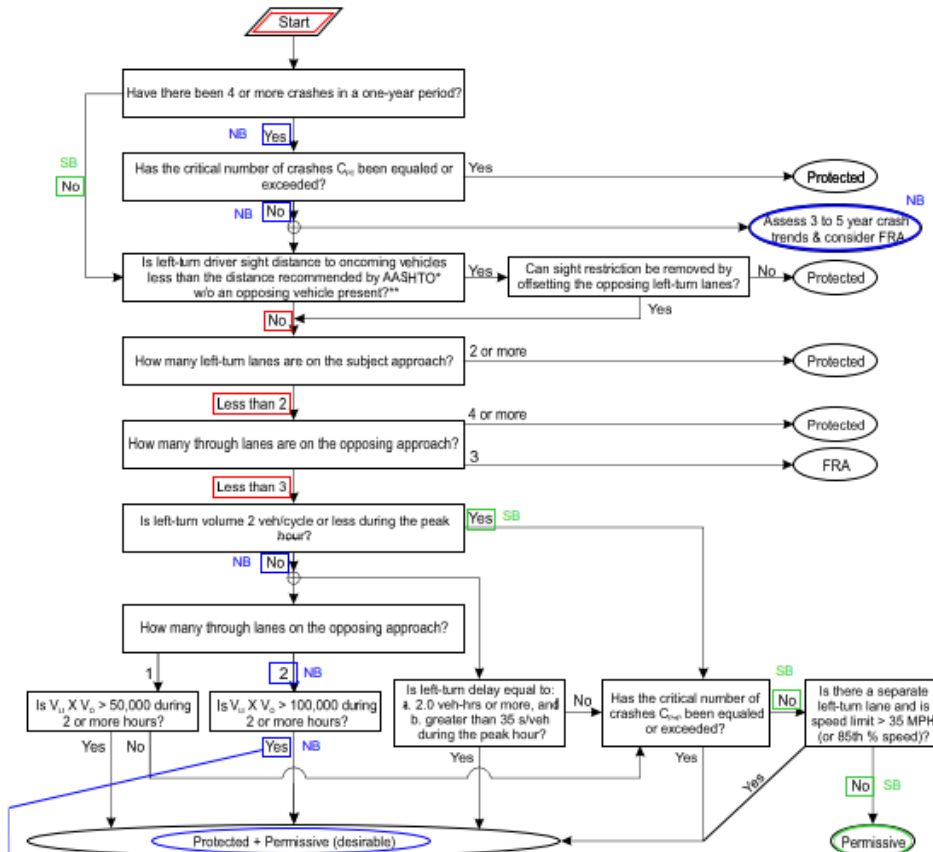 Start
Have there been 4 or more crashes in a one-year period?
NB Yes
SB
No
Has the critical number of crashes C been equaled or
exceeded?
Yes
Protected
NB No
NB
Assess 3 to 5 year crash
trends & consider FRA
Is left-turn driver sight distance to oncoming vehicles
less than the distance recommended by AASHTO*
w/o an opposing vehicle present?**
Yes
Can sight restriction be removed by
offsetting the opposing left-turn lanes?
No
Protected
Yes
No
How many left-turn lanes are on the subject approach?
2 or more
Protected
Less than 2
How many through lanes are on the opposing approach?
4 or more
Protected
3
FRA
Less than 3
Is left-turn volume 2 veh/cycle or less during the peak
hour?
Yes SB
NB No
How many through lanes on the opposing approach?
1
2 NB
Is V X V > 50,000 during
2 or more hours?
Is V X V > 100,000 during
2 or more hours?
Is left-turn delay equal to:
a. 2.0 veh-hrs or more, and
b. greater than 35 s/veh
during the peak hour?
No
Has the critical number of
crashes C been equaled
or exceeded?
SB
No
Is there a separate
left-turn lane and is
speed limit > 35 MPH
(or 85th % speed)?
Yes
No
Yes NB
Yes
Yes
Yes
No SB
Protected + Permissive (desirable)
Permissive